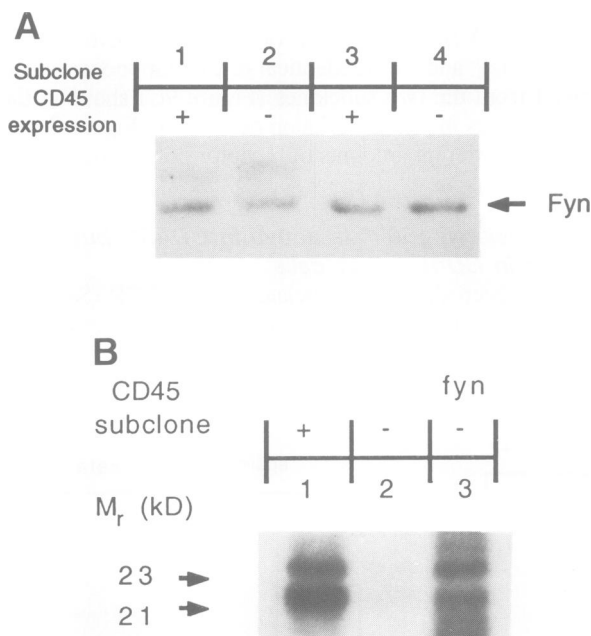 A
Subclone 1 2 3 4
CD45
expression + - + -
Fyn
B
CD45 fyn
subclone + - -
1 2 3
Mr (kD)
23
21